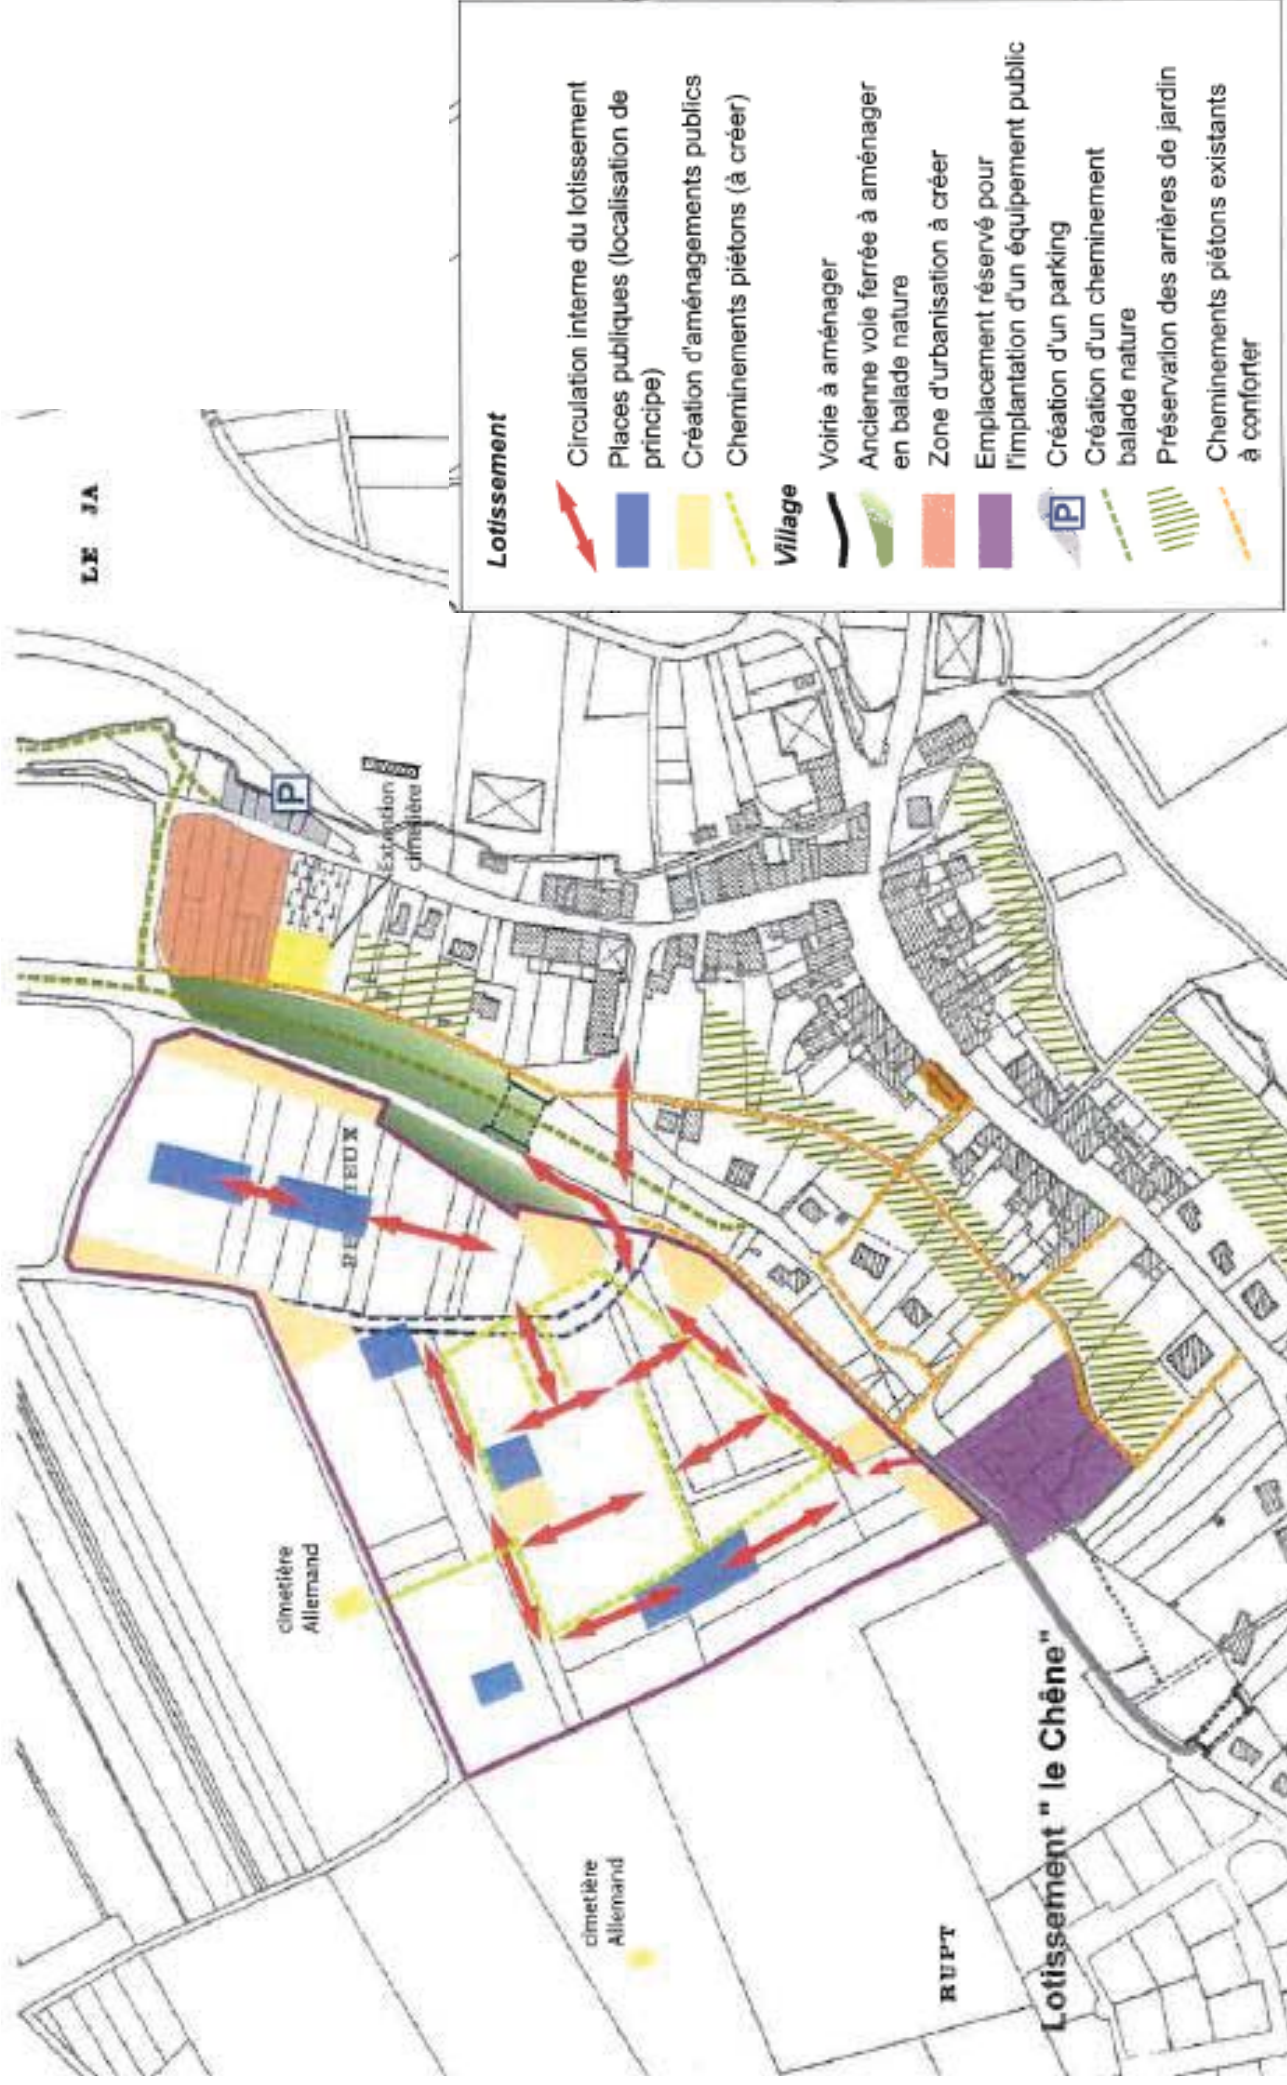 LE JA
Lotissement
Circulation interne du lotissement
Places publiques (localisation de
principe)
Création d'aménagements publics
Cheminements piétons (à créer)
Village
Voirie à aménager
Ancienne voie ferrée à aménager
en balade nature
Zone d'urbanisation à créer
Emplacement réservé pour
l'implantation d'un équipement public
P
Création d'un parking
Création d'un cheminement
balade nature
Préservation des arrières de jardin
Cheminements piétons existants
à conforter
P
Extention
cimetière
cimetière
Allemand
cimetière
Allemand
RUPT
Lotissement " le Chêne"